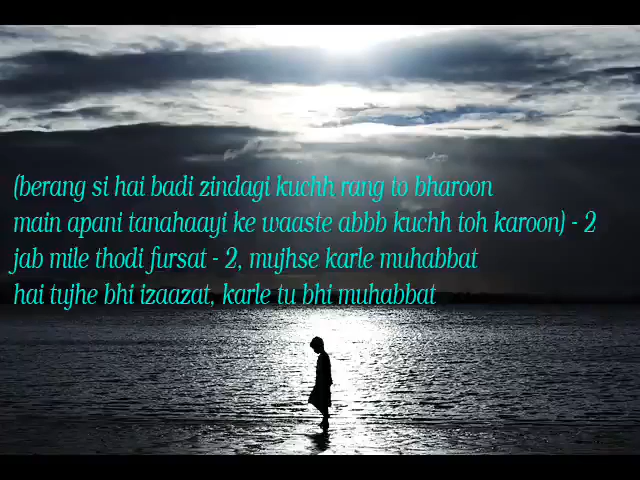 (berang si hai badi zindagi kuchh rang to bharoon
main apani tanahaayi ke waaste abbb kuchh toh karoon) - 2
jab mile thodi fursat - 2, mujhse karle muhabbat
hai tujhe bhi izaazat, karle tu bhi muhabbat